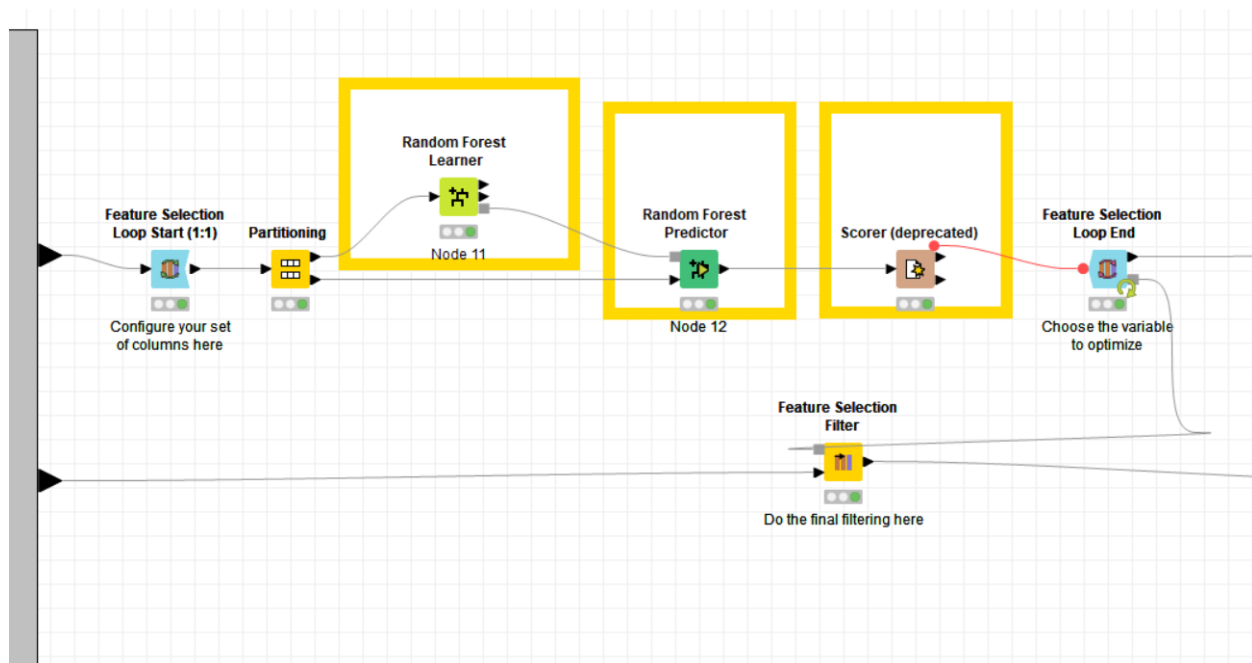 Random Forest
Learner
Node 11
Feature Selection
Loop Start (1:1)
Configure your set
of columns here
Partitioning
Random Forest
Predictor
Node 12
Scorer (deprecated)
Feature Selection
Loop End
Choose the variable
to optimize
Feature Selection
Filter
Do the final filtering here